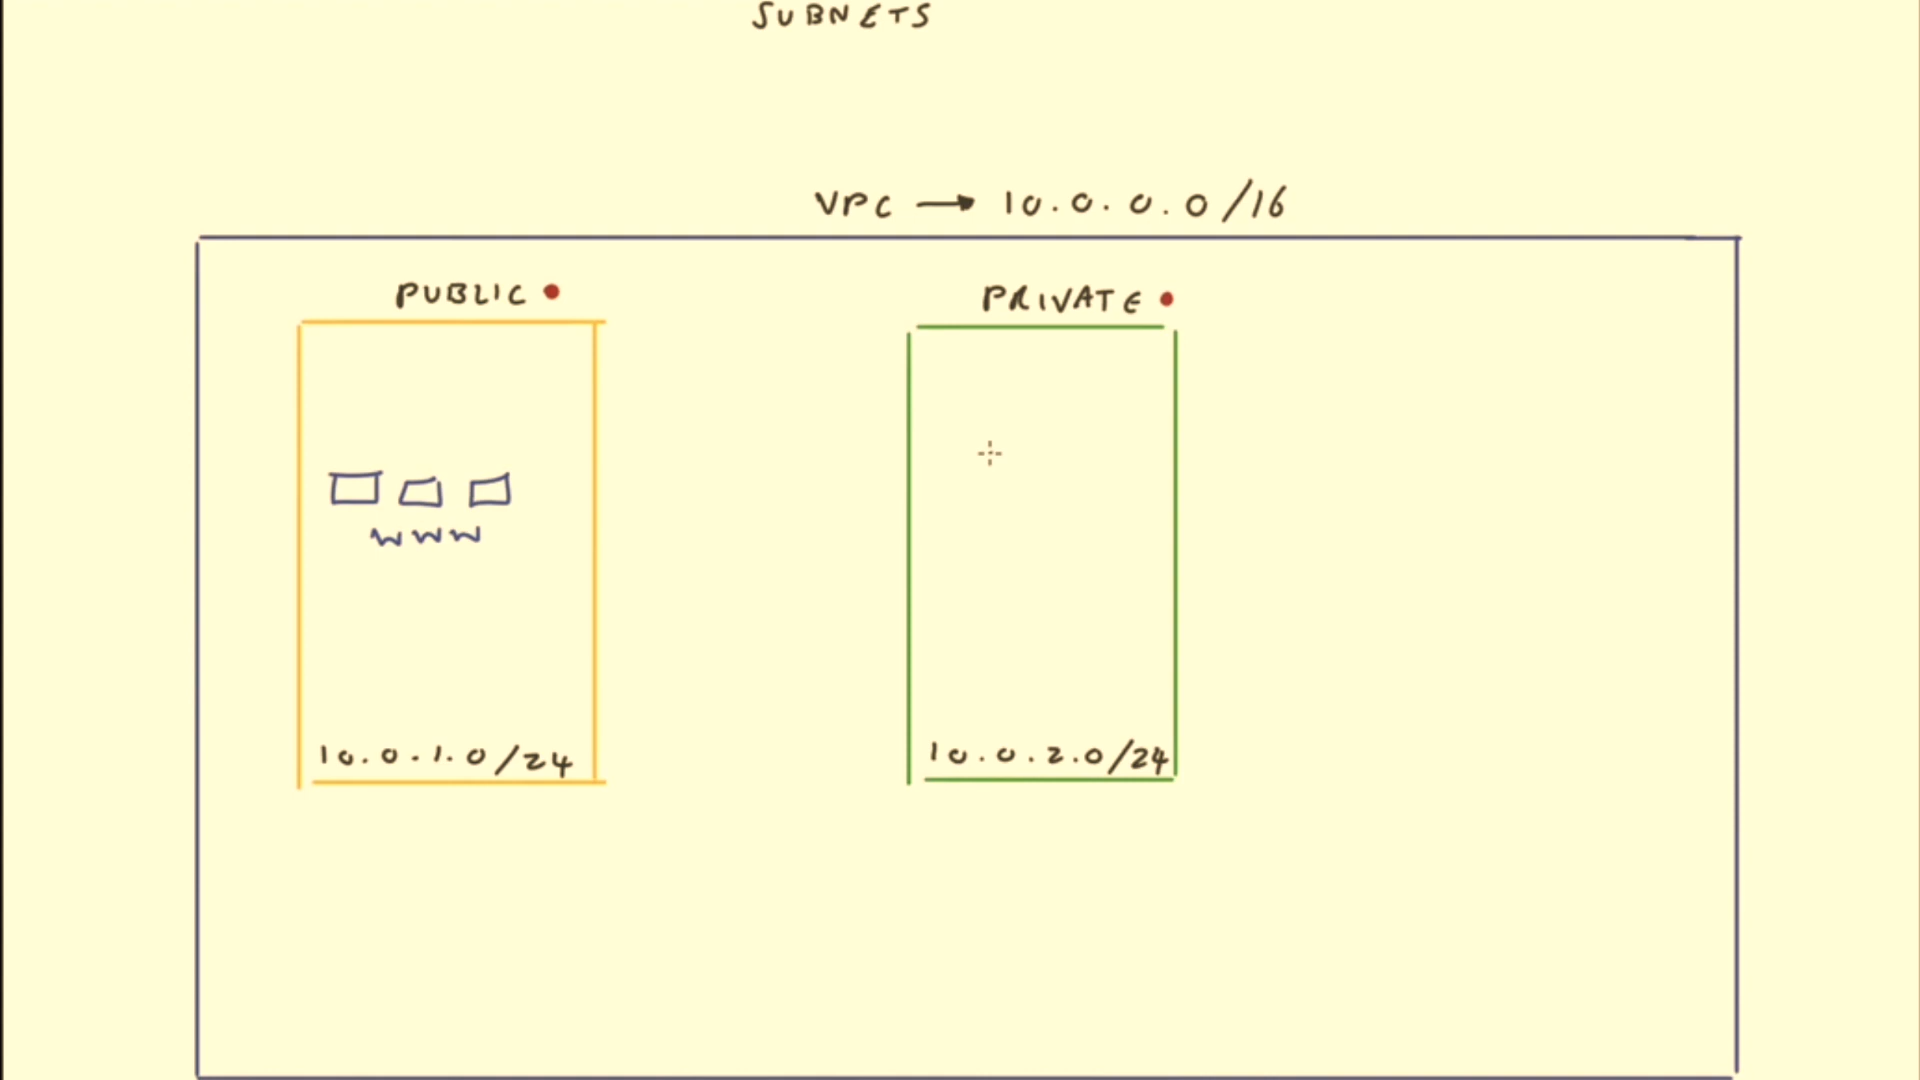 SUBNETS
VPC → 10.0.0.0/16
PUBLIC
PRIVATE
WWW
10.0.1.0/24
10.0.2.0/24